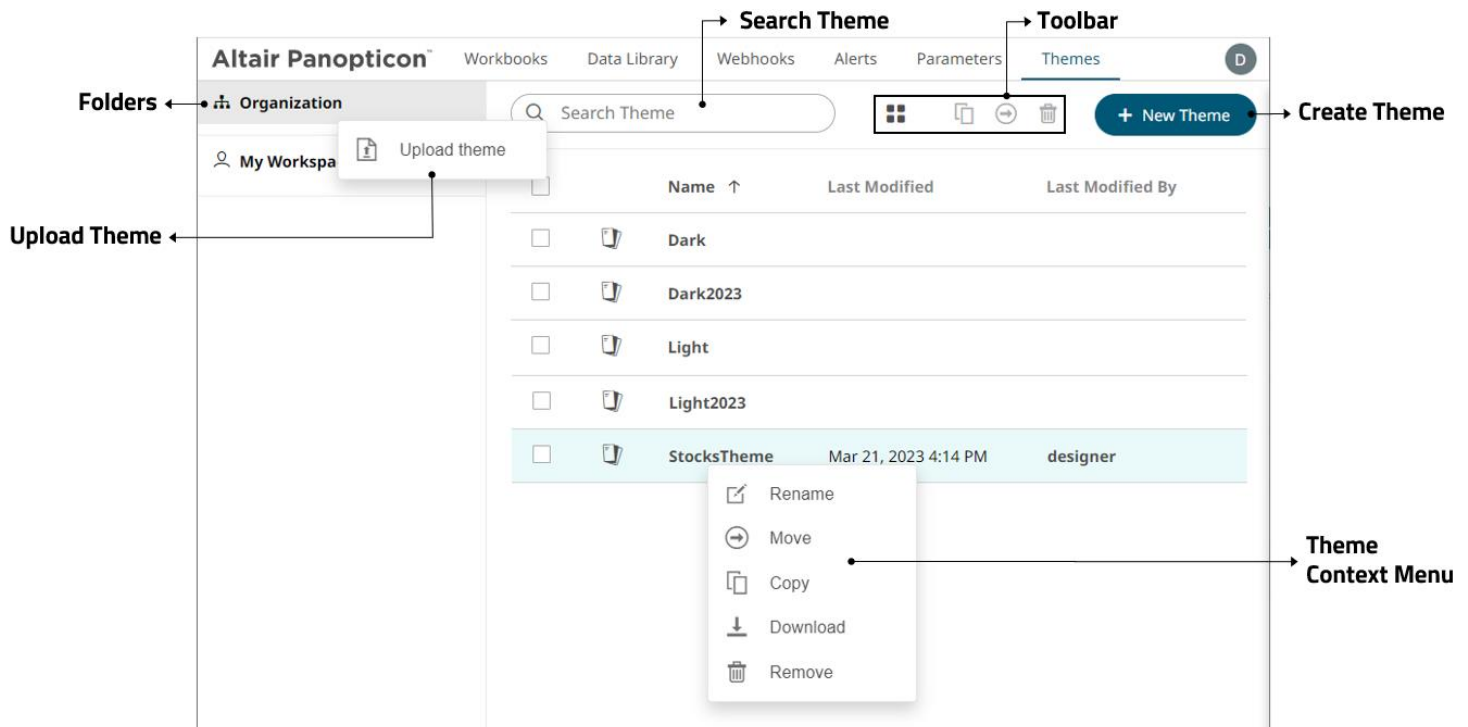 Search Theme
Toolbar
Altair Panopticon™
Workbooks
Data Library
Webhooks
Alerts
Parameters
Themes
D
Folders
Organization
Search Theme
+ New Theme
Create Theme
Upload theme
My Workspa
Upload Theme
Name ↑
Last Modified
Last Modified By
Dark
Dark2023
Light
Light2023
StocksTheme
Mar 21, 2023 4:14 PM
designer
Rename
Move
Copy
Download
Remove
Theme
Context Menu